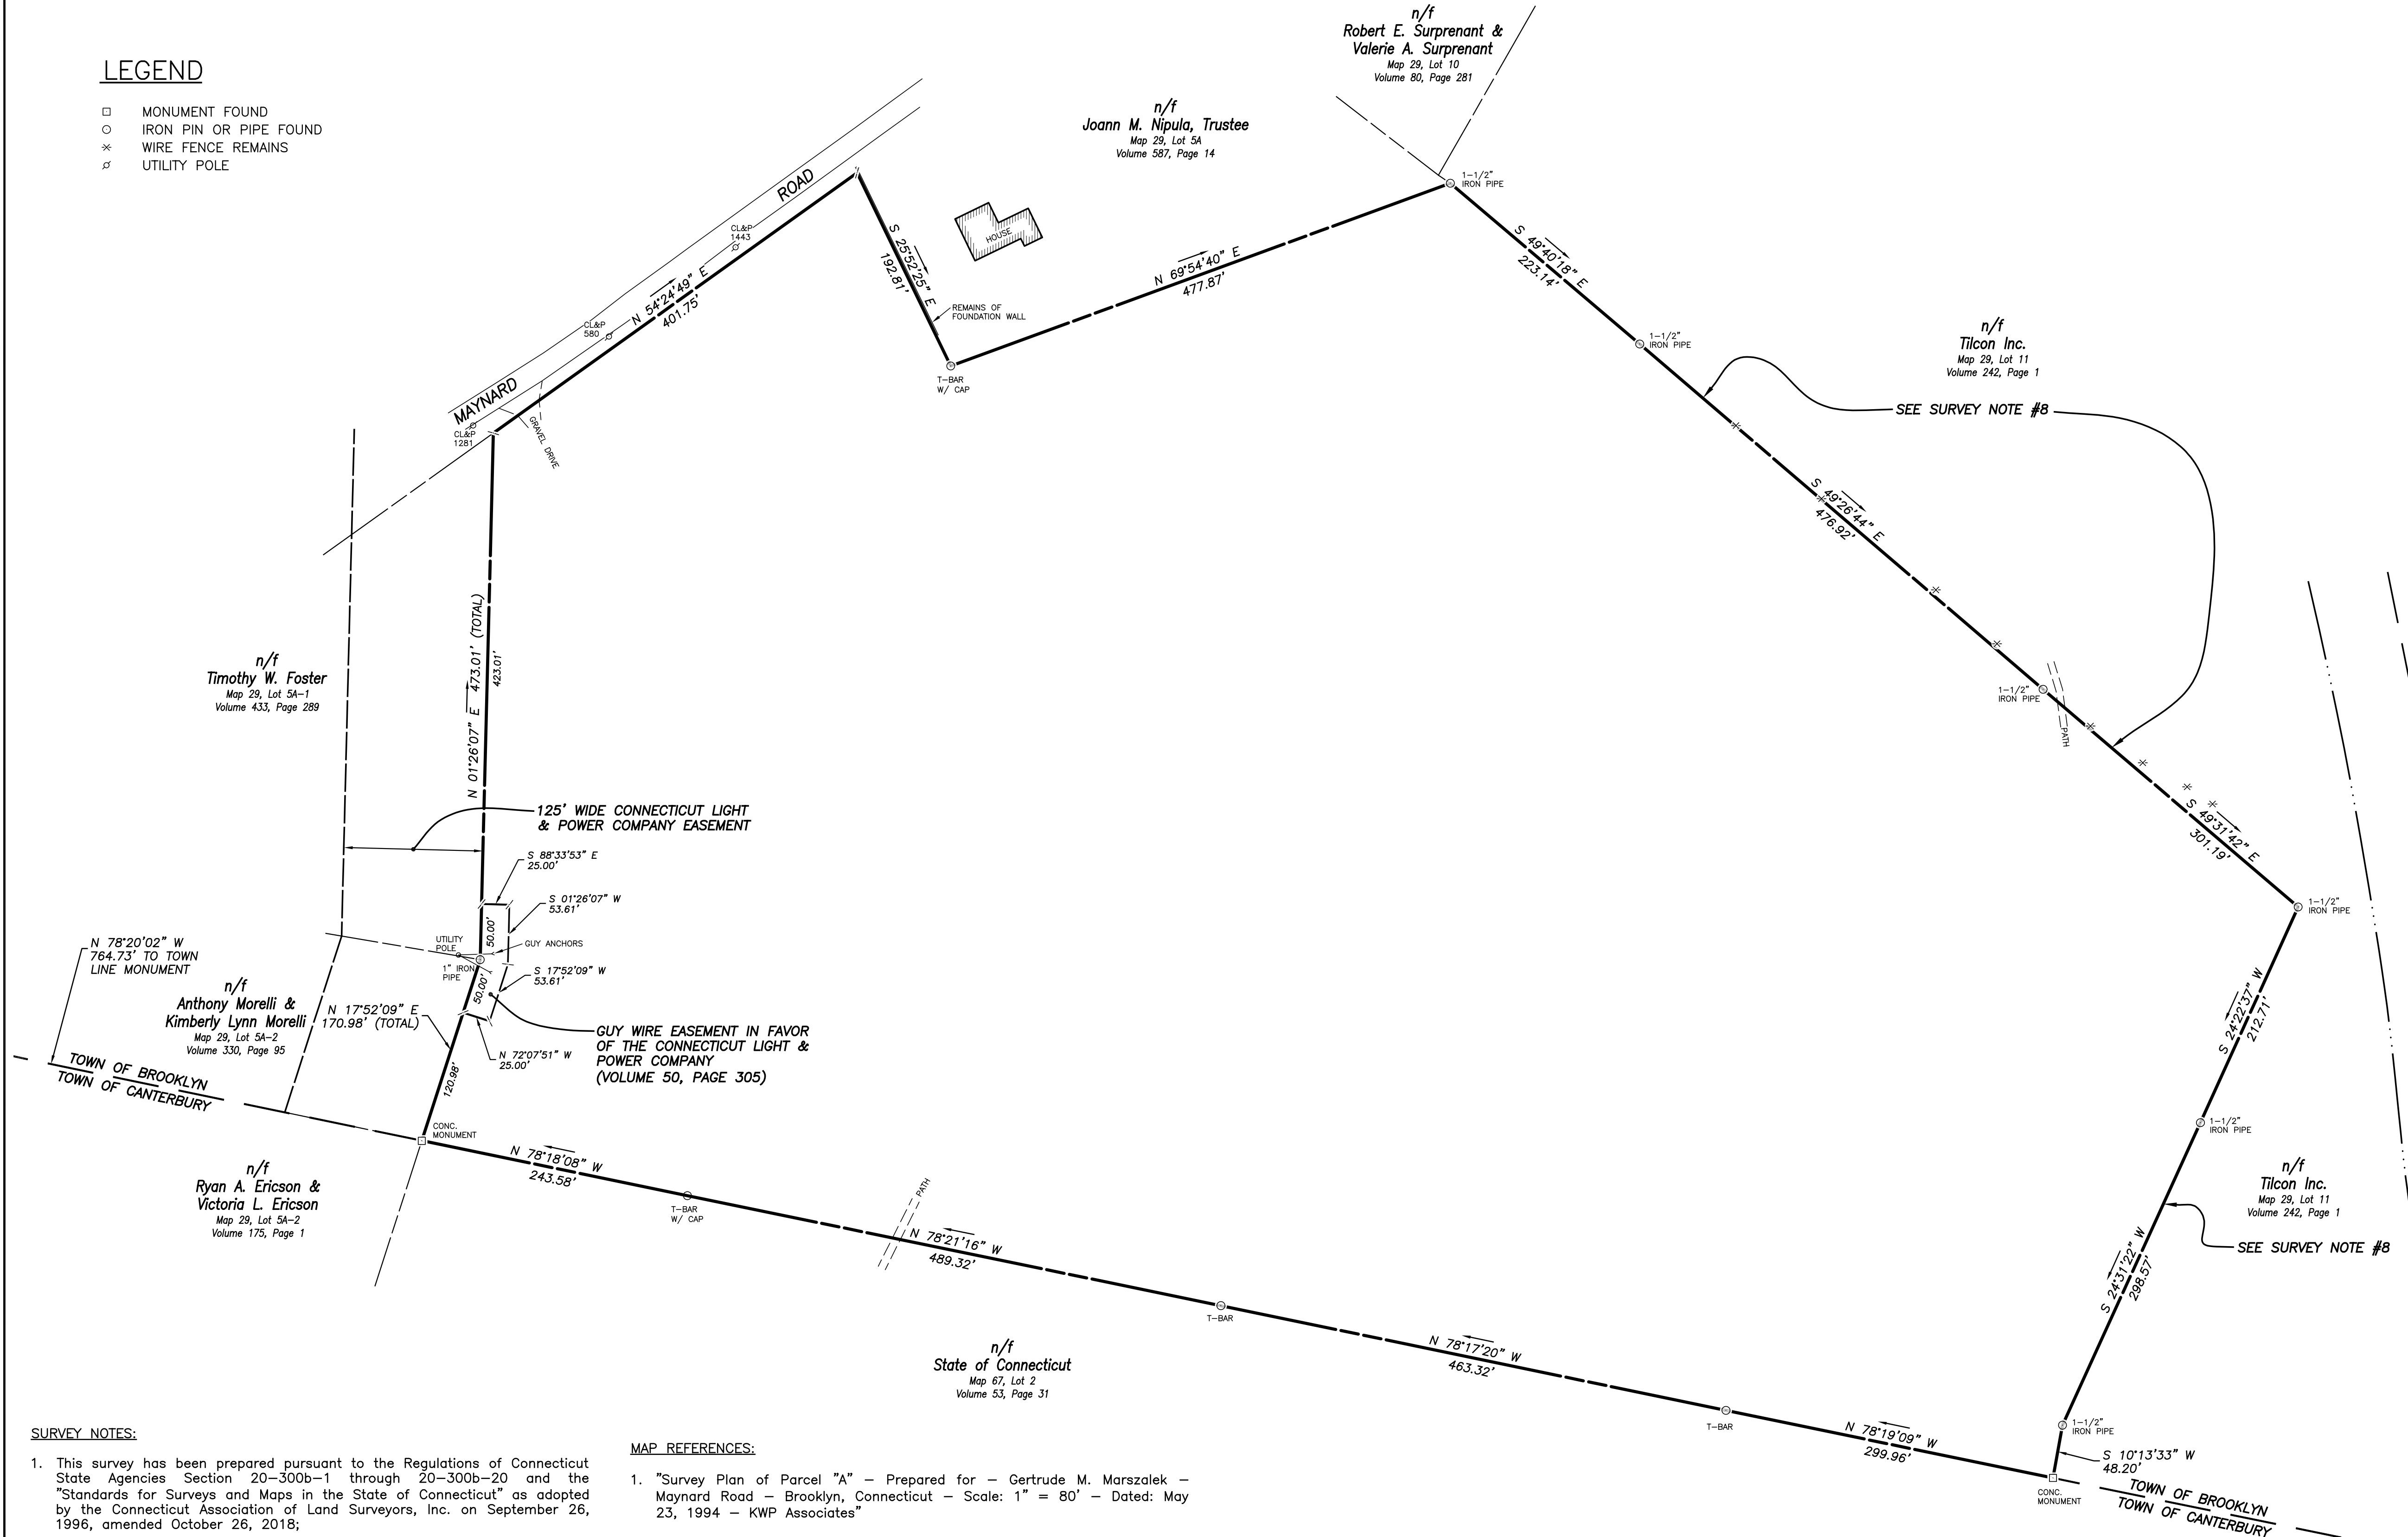 LEGEND
MONUMENT FOUND
IRON PIN OR PIPE FOUND
WIRE FENCE REMAINS
UTILITY POLE
n/f
Robert E. Surprenant &
Valerie A. Surprenant
Map 29, Lot 10
Volume 80, Page 281
n/f
Joann M. Nipula, Trustee
Map 29, Lot 5A
Volume 587, Page 14
1-1/2"
IRON PIPE
MAYNARD ROAD
CL&P
1443
CL&P
580
CL&P
1281
GRAVEL DRIVE
N 54°24'49" E
401.75'
S 25°52'25" E
192.81'
HOUSE
REMAINS OF
FOUNDATION WALL
T-BAR
W/ CAP
N 69°54'40" E
477.87'
S 49°40'18" E
223.14'
1-1/2"
IRON PIPE
n/f
Tilcon Inc.
Map 29, Lot 11
Volume 242, Page 1
SEE SURVEY NOTE #8
S 49°26'44" E
476.92'
1-1/2"
IRON PIPE
PATH
S 49°31'42" E
301.19'
1-1/2"
IRON PIPE
n/f
Timothy W. Foster
Map 29, Lot 5A-1
Volume 433, Page 289
N 01°26'07" E 473.01' (TOTAL)
423.01'
125' WIDE CONNECTICUT LIGHT
& POWER COMPANY EASEMENT
S 88°33'53" E
25.00'
S 01°26'07" W
53.61'
50.00'
UTILITY
POLE
GUY ANCHORS
1" IRON
PIPE
S 17°52'09" W
53.61'
50.00'
N 78°20'02" W
764.73' TO TOWN
LINE MONUMENT
n/f
Anthony Morelli &
Kimberly Lynn Morelli
Map 29, Lot 5A-2
Volume 330, Page 95
N 17°52'09" E
170.98' (TOTAL)
GUY WIRE EASEMENT IN FAVOR
OF THE CONNECTICUT LIGHT &
POWER COMPANY
(VOLUME 50, PAGE 305)
N 72°07'51" W
25.00'
120.98'
TOWN OF BROOKLYN
TOWN OF CANTERBURY
CONC.
MONUMENT
n/f
Ryan A. Ericson &
Victoria L. Ericson
Map 29, Lot 5A-2
Volume 175, Page 1
N 78°18'08" W
243.58'
T-BAR
W/ CAP
PATH
N 78°21'16" W
489.32'
T-BAR
n/f
State of Connecticut
Map 67, Lot 2
Volume 53, Page 31
N 78°17'20" W
463.32'
T-BAR
N 78°19'09" W
299.96'
S 24°22'37" W
212.71'
1-1/2"
IRON PIPE
n/f
Tilcon Inc.
Map 29, Lot 11
Volume 242, Page 1
SEE SURVEY NOTE #8
S 24°31'22" W
298.57'
1-1/2"
IRON PIPE
S 10°13'33" W
48.20'
CONC.
MONUMENT
TOWN OF BROOKLYN
TOWN OF CANTERBURY
SURVEY NOTES:
1. This survey has been prepared pursuant to the Regulations of Connecticut
State Agencies Section 20-300b-1 through 20-300b-20 and the
"Standards for Surveys and Maps in the State of Connecticut" as adopted
by the Connecticut Association of Land Surveyors, Inc. on September 26,
1996, amended October 26, 2018;
MAP REFERENCES:
1. "Survey Plan of Parcel "A" - Prepared for - Gertrude M. Marszalek -
Maynard Road - Brooklyn, Connecticut - Scale: 1" = 80' - Dated: May
23, 1994 - KWP Associates"